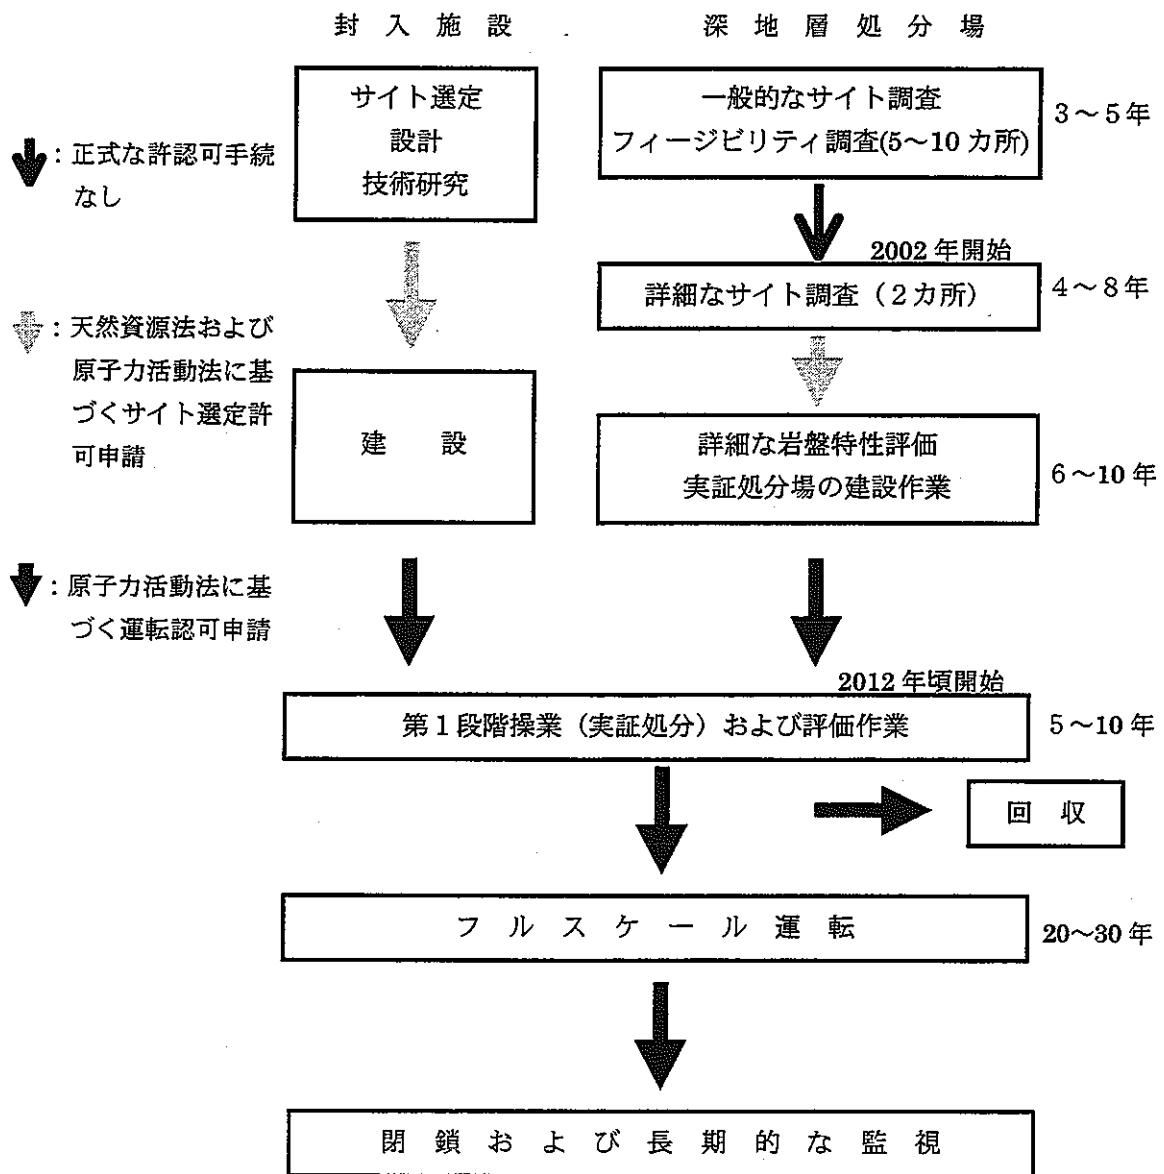 封入施設
深地層処分場
サイト選定
設計
技術研究
一般的なサイト調査
フィージビリティ調査(5～10カ所)
3～5年
：正式な許認可手続
なし
2002年開始
詳細なサイト調査（2カ所）
4～8年
：天然資源法および
原子力活動法に基
づくサイト選定許
可申請
建設
詳細な岩盤特性評価
実証処分場の建設作業
6～10年
：原子力活動法に基
づく運転認可申請
2012年頃開始
第1段階操業（実証処分）および評価作業
5～10年
回収
フルスケール運転
20～30年
閉鎖および長期的な監視